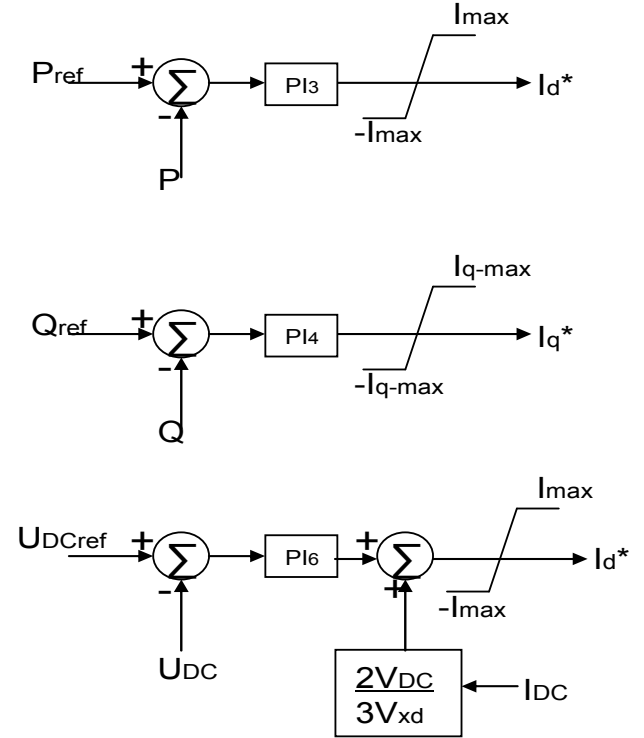 Imax
Pref + Σ PI3 Id*
- -Imax
P
Iq-max
Qref + Σ PI4 Iq*
- -Iq-max
Q
Imax
UDCref + Σ PI6 + Σ Id*
- + -Imax
UDC
2VDC
3Vxd
IDC